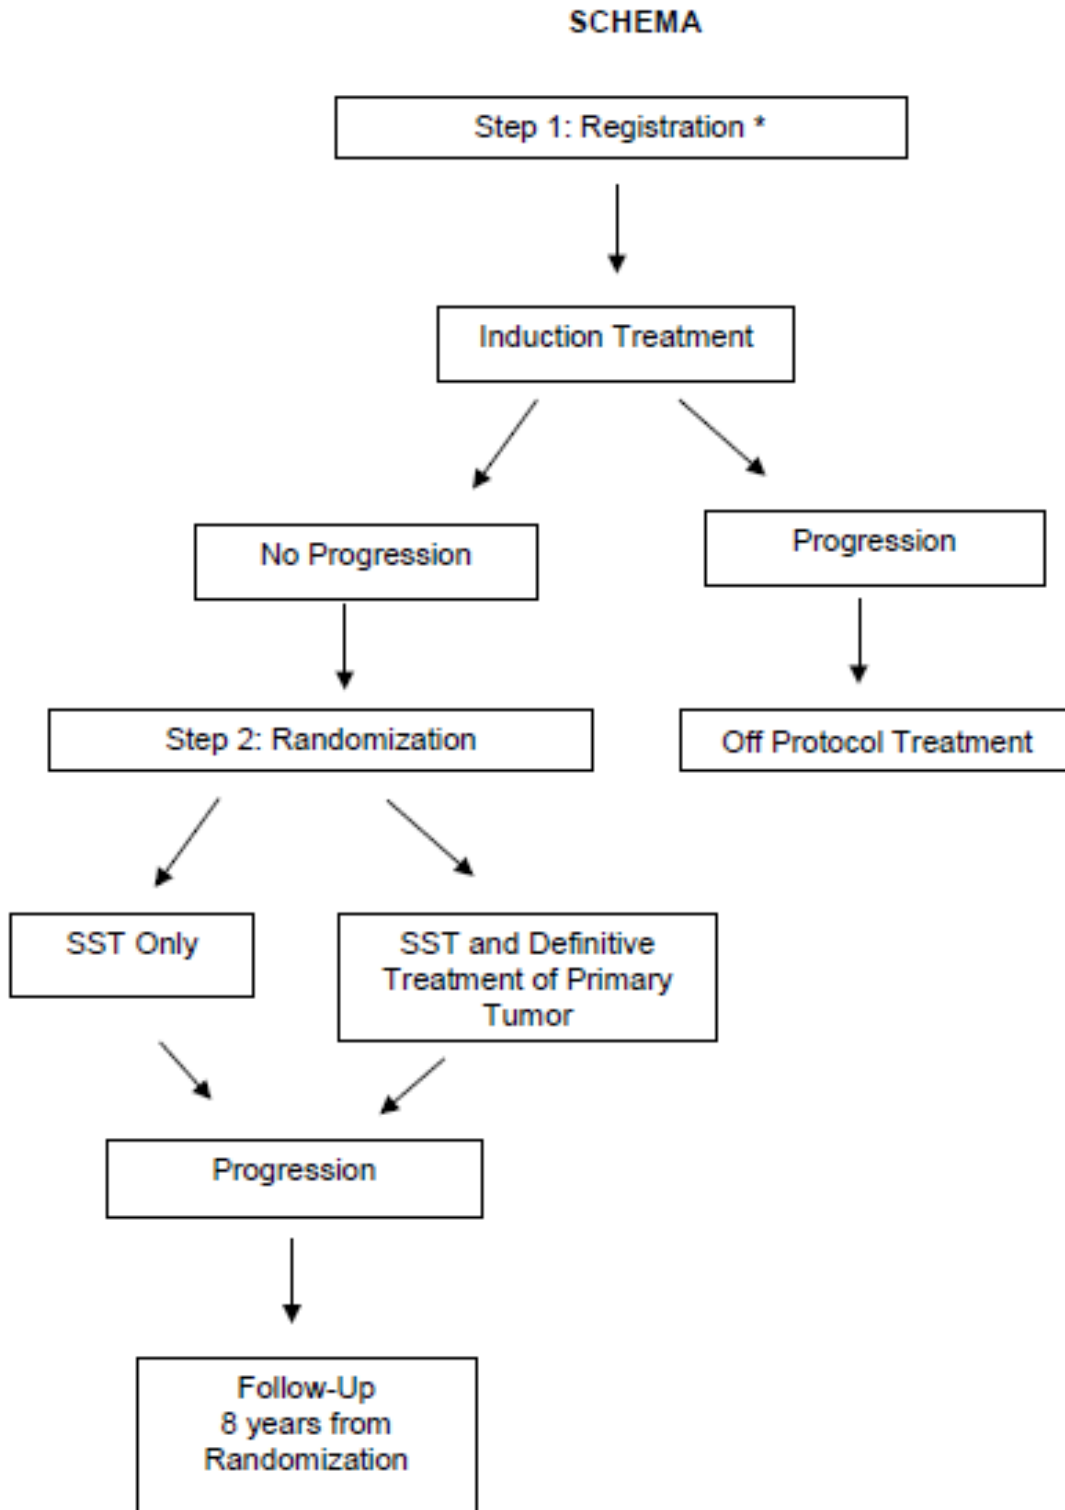 SCHEMA
Step 1: Registration *
Induction Treatment
No Progression
Progression
Step 2: Randomization
Off Protocol Treatment
SST Only
SST and Definitive
Treatment of Primary
Tumor
Progression
Follow-Up
8 years from
Randomization